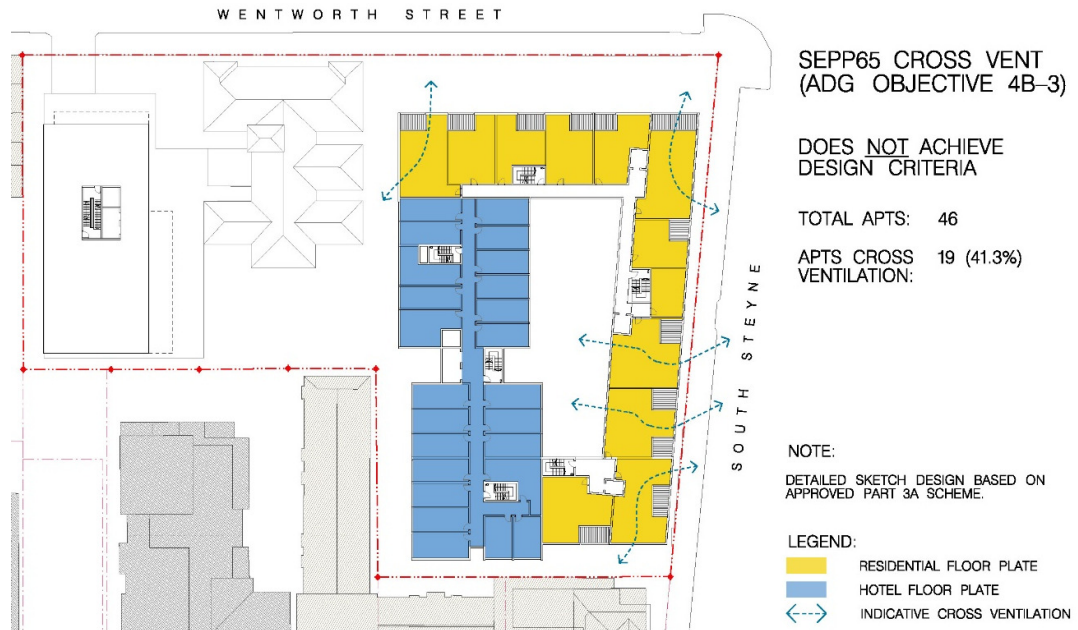 WENTWORTH STREET
SEPP65 CROSS VENT
(ADG OBJECTIVE 4B-3)
DOES NOT ACHIEVE
DESIGN CRITERIA
TOTAL APTS: 46
APTS CROSS 19 (41.3%)
VENTILATION:
SOUTH STEYNE
NOTE:
DETAILED SKETCH DESIGN BASED ON
APPROVED PART 3A SCHEME.
LEGEND:
RESIDENTIAL FLOOR PLATE
HOTEL FLOOR PLATE
INDICATIVE CROSS VENTILATION